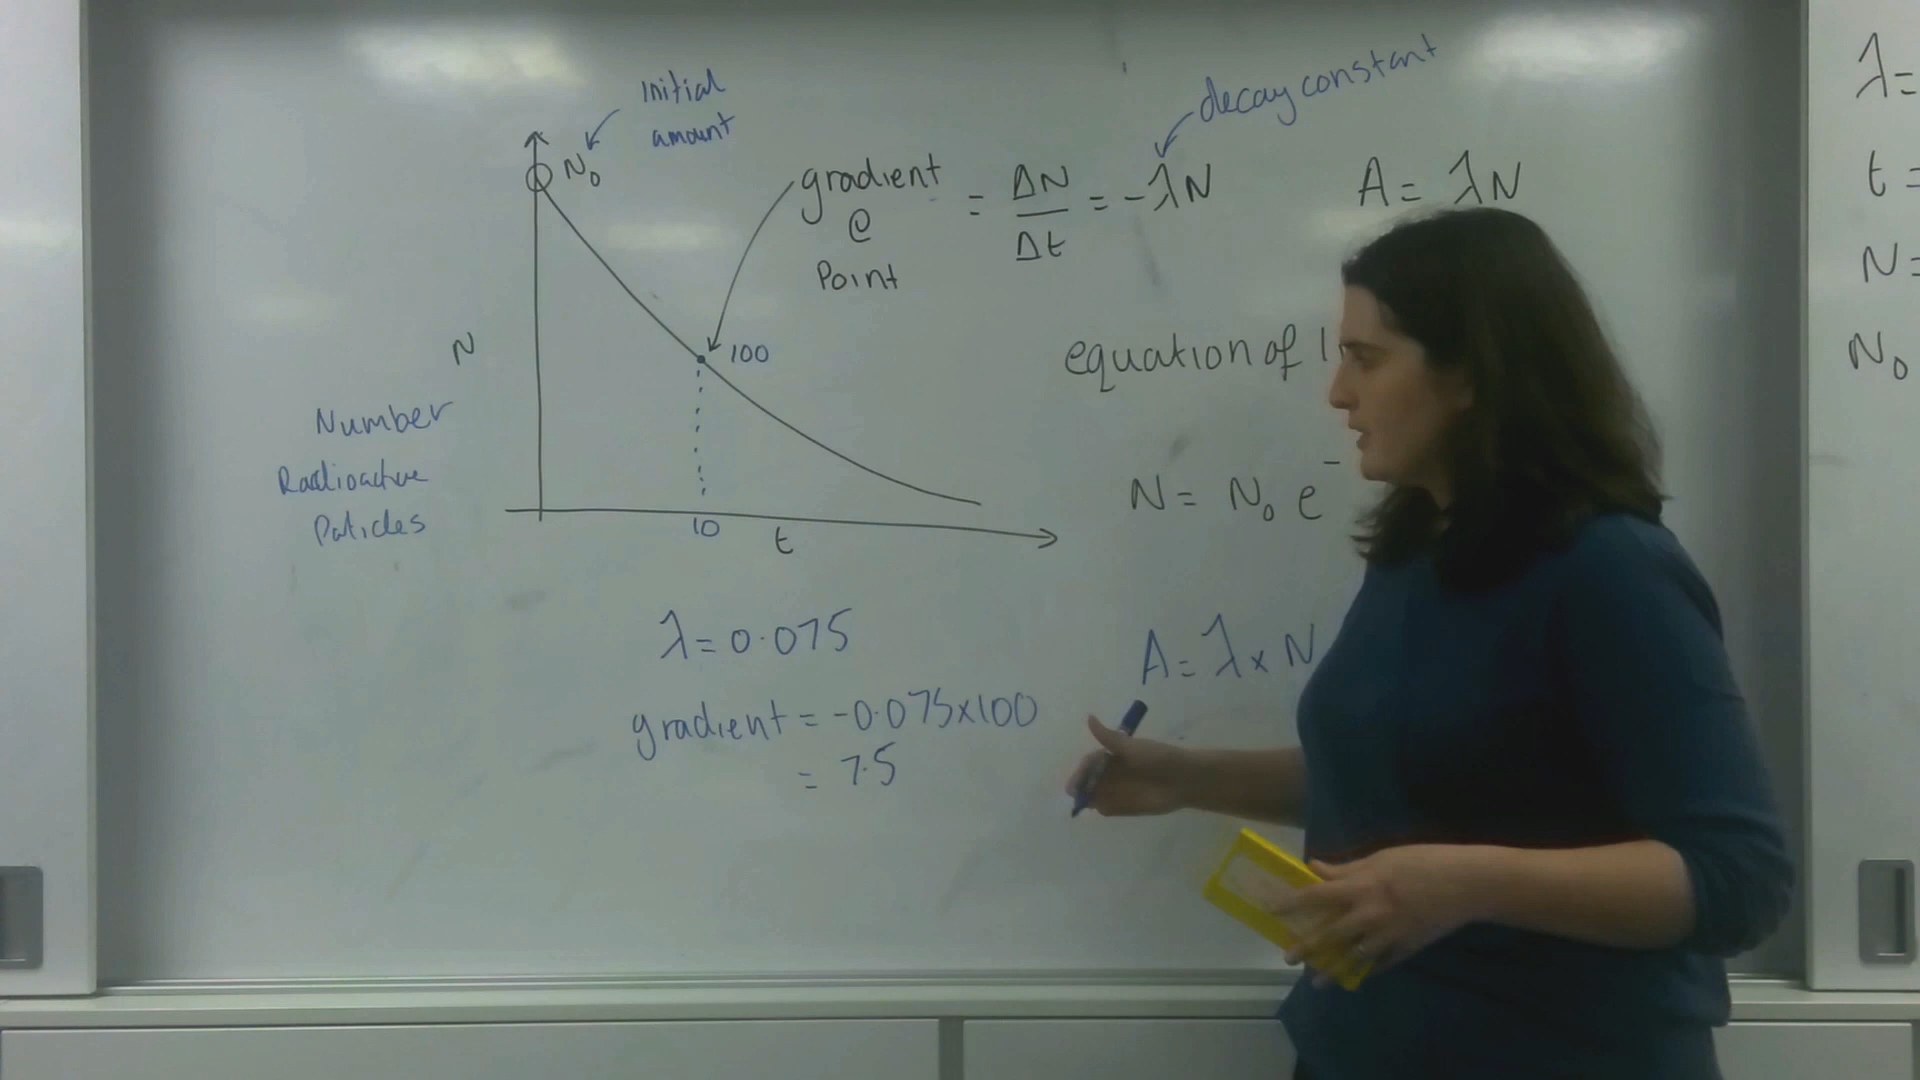 Initial
amount
N₀
decay constant
gradient
@
Point
= ΔN/Δt = -λN
A = λN
λ=
t=
N=
N₀
N
100
equation of
Number
Radioactive
Paticles
10
t
N = N₀ e⁻
λ = 0.075
A = λ x N
gradient = -0.075x100
= 7.5